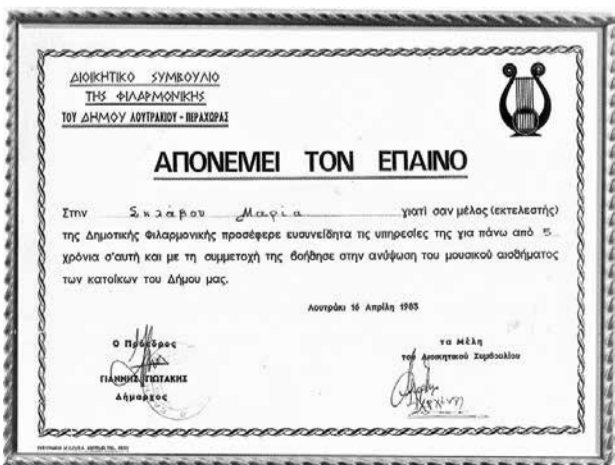 ΔΙΟΙΚΗΤΙΚΟ ΣΥΜΒΟΥΛΙΟ
ΤΗΣ ΦΙΛΑΡΜΟΝΙΚΗΣ
ΤΟΥ ΔΗΜΟΥ ΛΟΥΤΡΑΚΙΟΥ - ΠΕΡΑΧΩΡΑΣ
ΑΠΟΝΕΜΕΙ ΤΟΝ ΕΠΑΙΝΟ
Στην Σκλάβου Μαρία γιατί σαν μέλος (εκτελεστής)
της Δημοτικής Φιλαρμονικής προσέφερε ευσυνείδητα τις υπηρεσίες της για πάνω από 5
χρόνια σ'αυτή και με τη συμμετοχή της βοήθησε στην ανύψωση του μουσικού αισθήματος
των κατοίκων του Δήμου μας.
Λουτράκι 16 Απρίλη 1983
Ο Πρόεδρος
ΓΙΑΝΝΗΣ ΓΙΩΤΑΚΗΣ
Δήμαρχος
τα Μέλη
του Διοικητικού Συμβουλίου